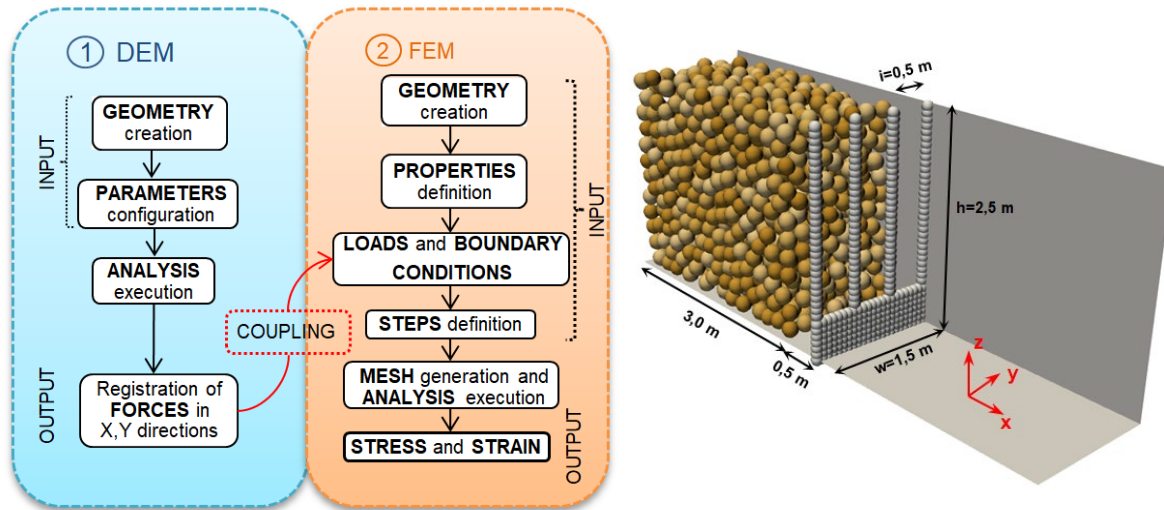 ① DEM
INPUT
GEOMETRY
creation
PARAMETERS
configuration
ANALYSIS
execution
OUTPUT
Registration of
FORCES in
X,Y directions
COUPLING
② FEM
GEOMETRY
creation
PROPERTIES
definition
LOADS and BOUNDARY
CONDITIONS
STEPS definition
INPUT
MESH generation and
ANALYSIS execution
STRESS and STRAIN
OUTPUT
i=0,5 m
h=2,5 m
3,0 m
0,5 m
w=1,5 m
z
y
x